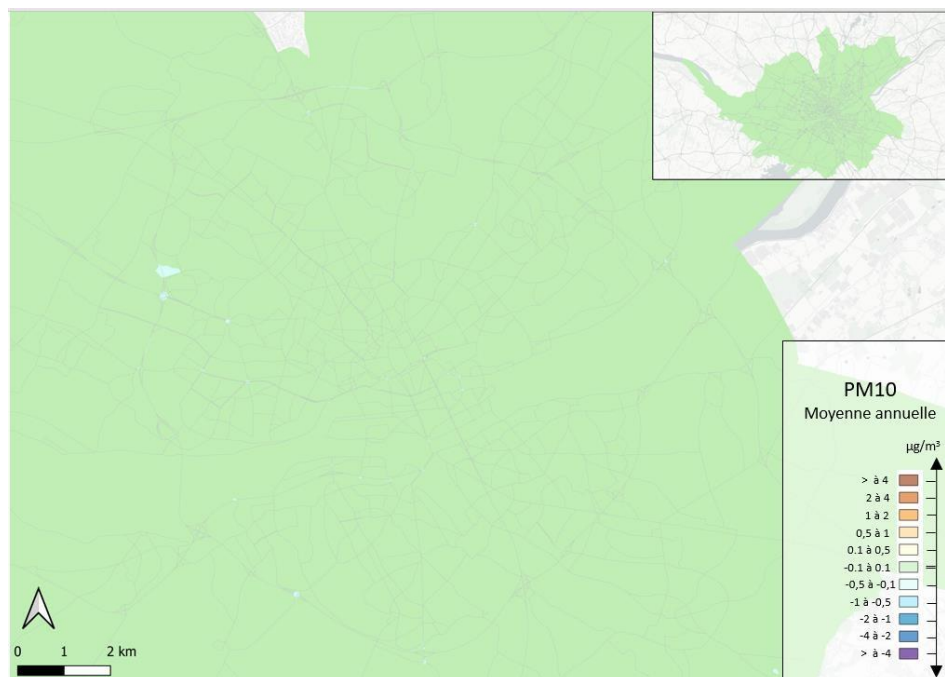 PM10
Moyenne annuelle
µg/m³
> à 4
2 à 4
1 à 2
0,5 à 1
0.1 à 0,5
-0.1 à 0.1
-0,5 à -0,1
-1 à -0,5
-2 à -1
-4 à -2
> à -4
0 1 2 km